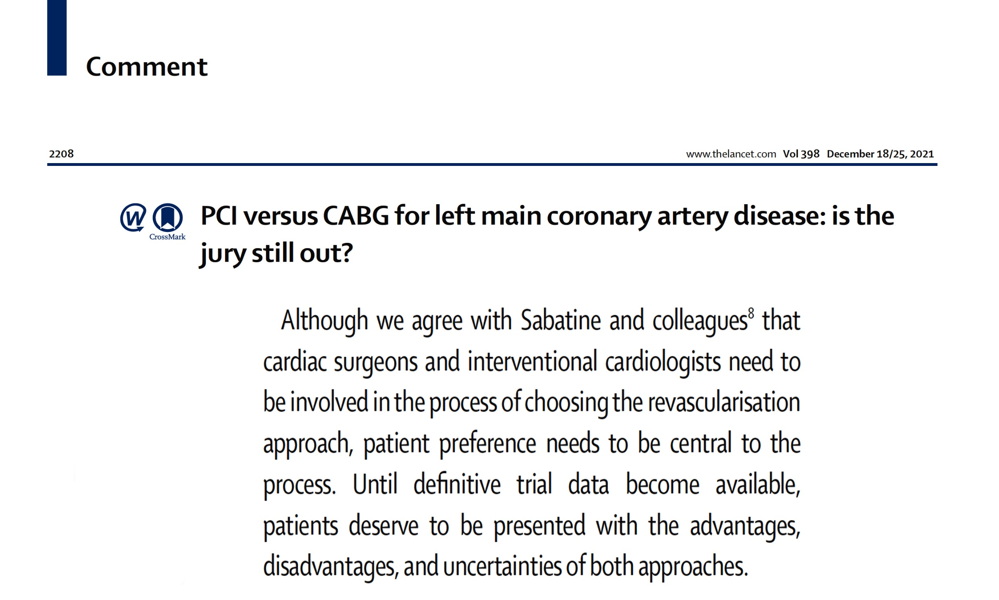 Comment
2208 www.thelancet.com Vol 398 December 18/25, 2021
W CrossMark
PCI versus CABG for left main coronary artery disease: is the
jury still out?
Although we agree with Sabatine and colleagues⁸ that
cardiac surgeons and interventional cardiologists need to
be involved in the process of choosing the revascularisation
approach, patient preference needs to be central to the
process. Until definitive trial data become available,
patients deserve to be presented with the advantages,
disadvantages, and uncertainties of both approaches.